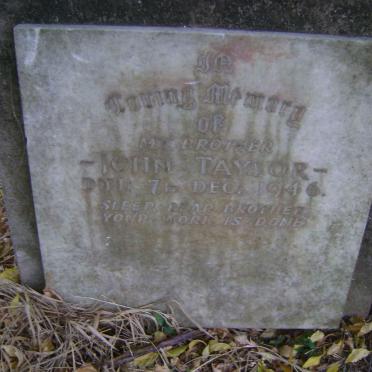 In
Loving Memory
OF
MY BROTHER
-JOHN TAYLOR-
DIED 7TH DEC. 1946.
SLEEP DEAR BROTHER
YOUR WORK IS DONE